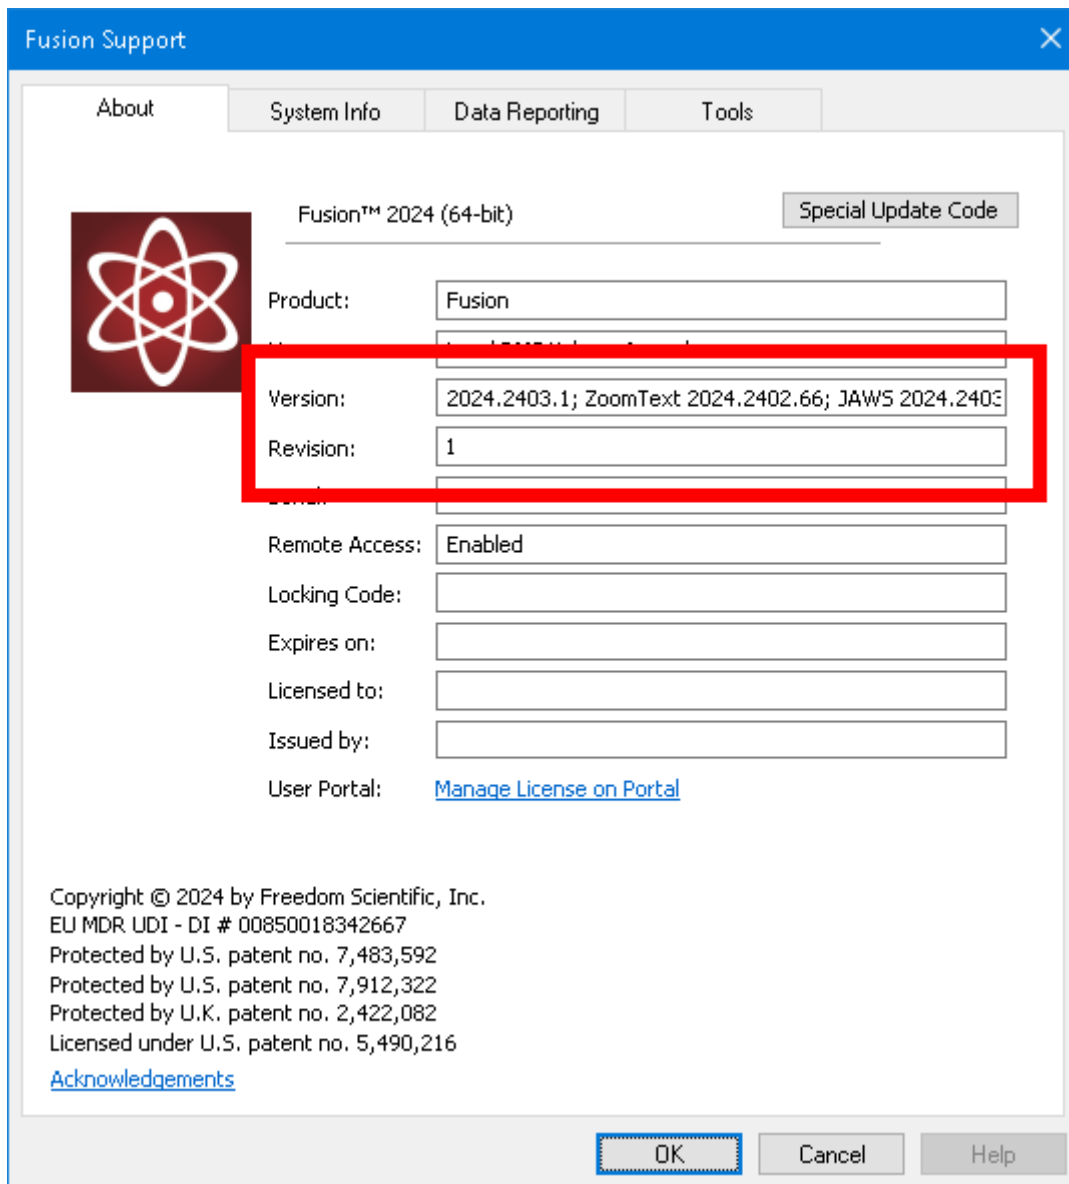 Fusion Support
About
System Info
Data Reporting
Tools
Fusion™ 2024 (64-bit)
Special Update Code
Product:
Fusion
Version:
2024.2403.1; ZoomText 2024.2402.66; JAWS 2024.2403
Revision:
1
Remote Access:
Enabled
Locking Code:
Expires on:
Licensed to:
Issued by:
User Portal:
Manage License on Portal
Copyright © 2024 by Freedom Scientific, Inc.
EU MDR UDI - DI # 00850018342667
Protected by U.S. patent no. 7,483,592
Protected by U.S. patent no. 7,912,322
Protected by U.K. patent no. 2,422,082
Licensed under U.S. patent no. 5,490,216
Acknowledgements
OK
Cancel
Help